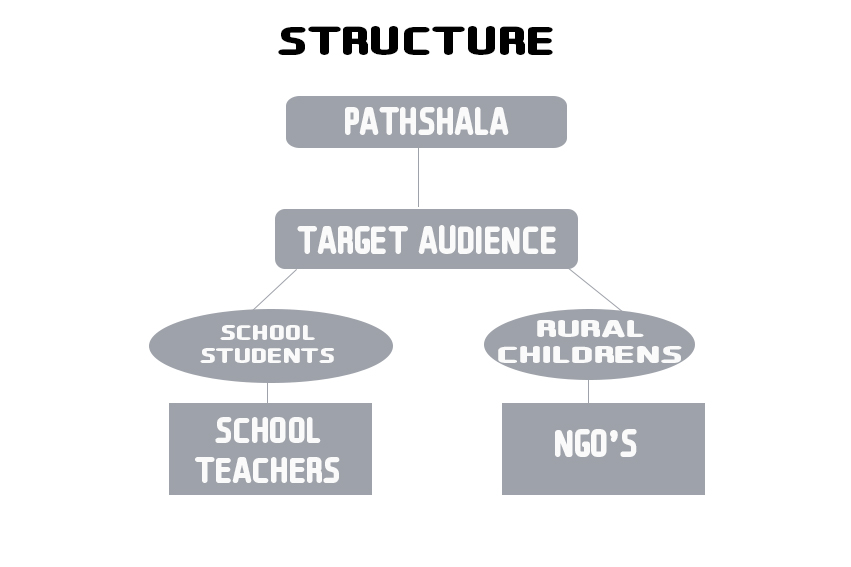 STRUCTURE
PATHSHALA
TARGET AUDIENCE
SCHOOL
STUDENTS
RURAL
CHILDRENS
SCHOOL
TEACHERS
NGO'S